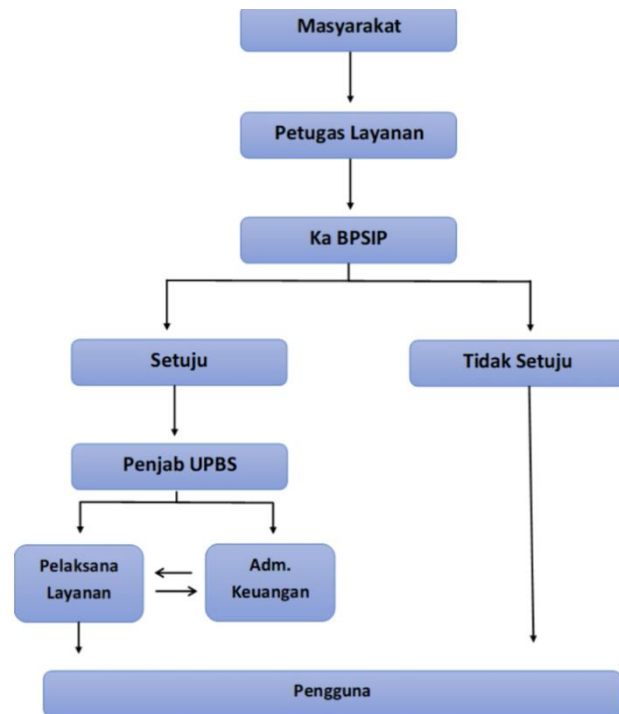 Masyarakat
Petugas Layanan
Ka BPSIP
Setuju
Tidak Setuju
Penjab UPBS
Pelaksana
Layanan
Adm.
Keuangan
Pengguna